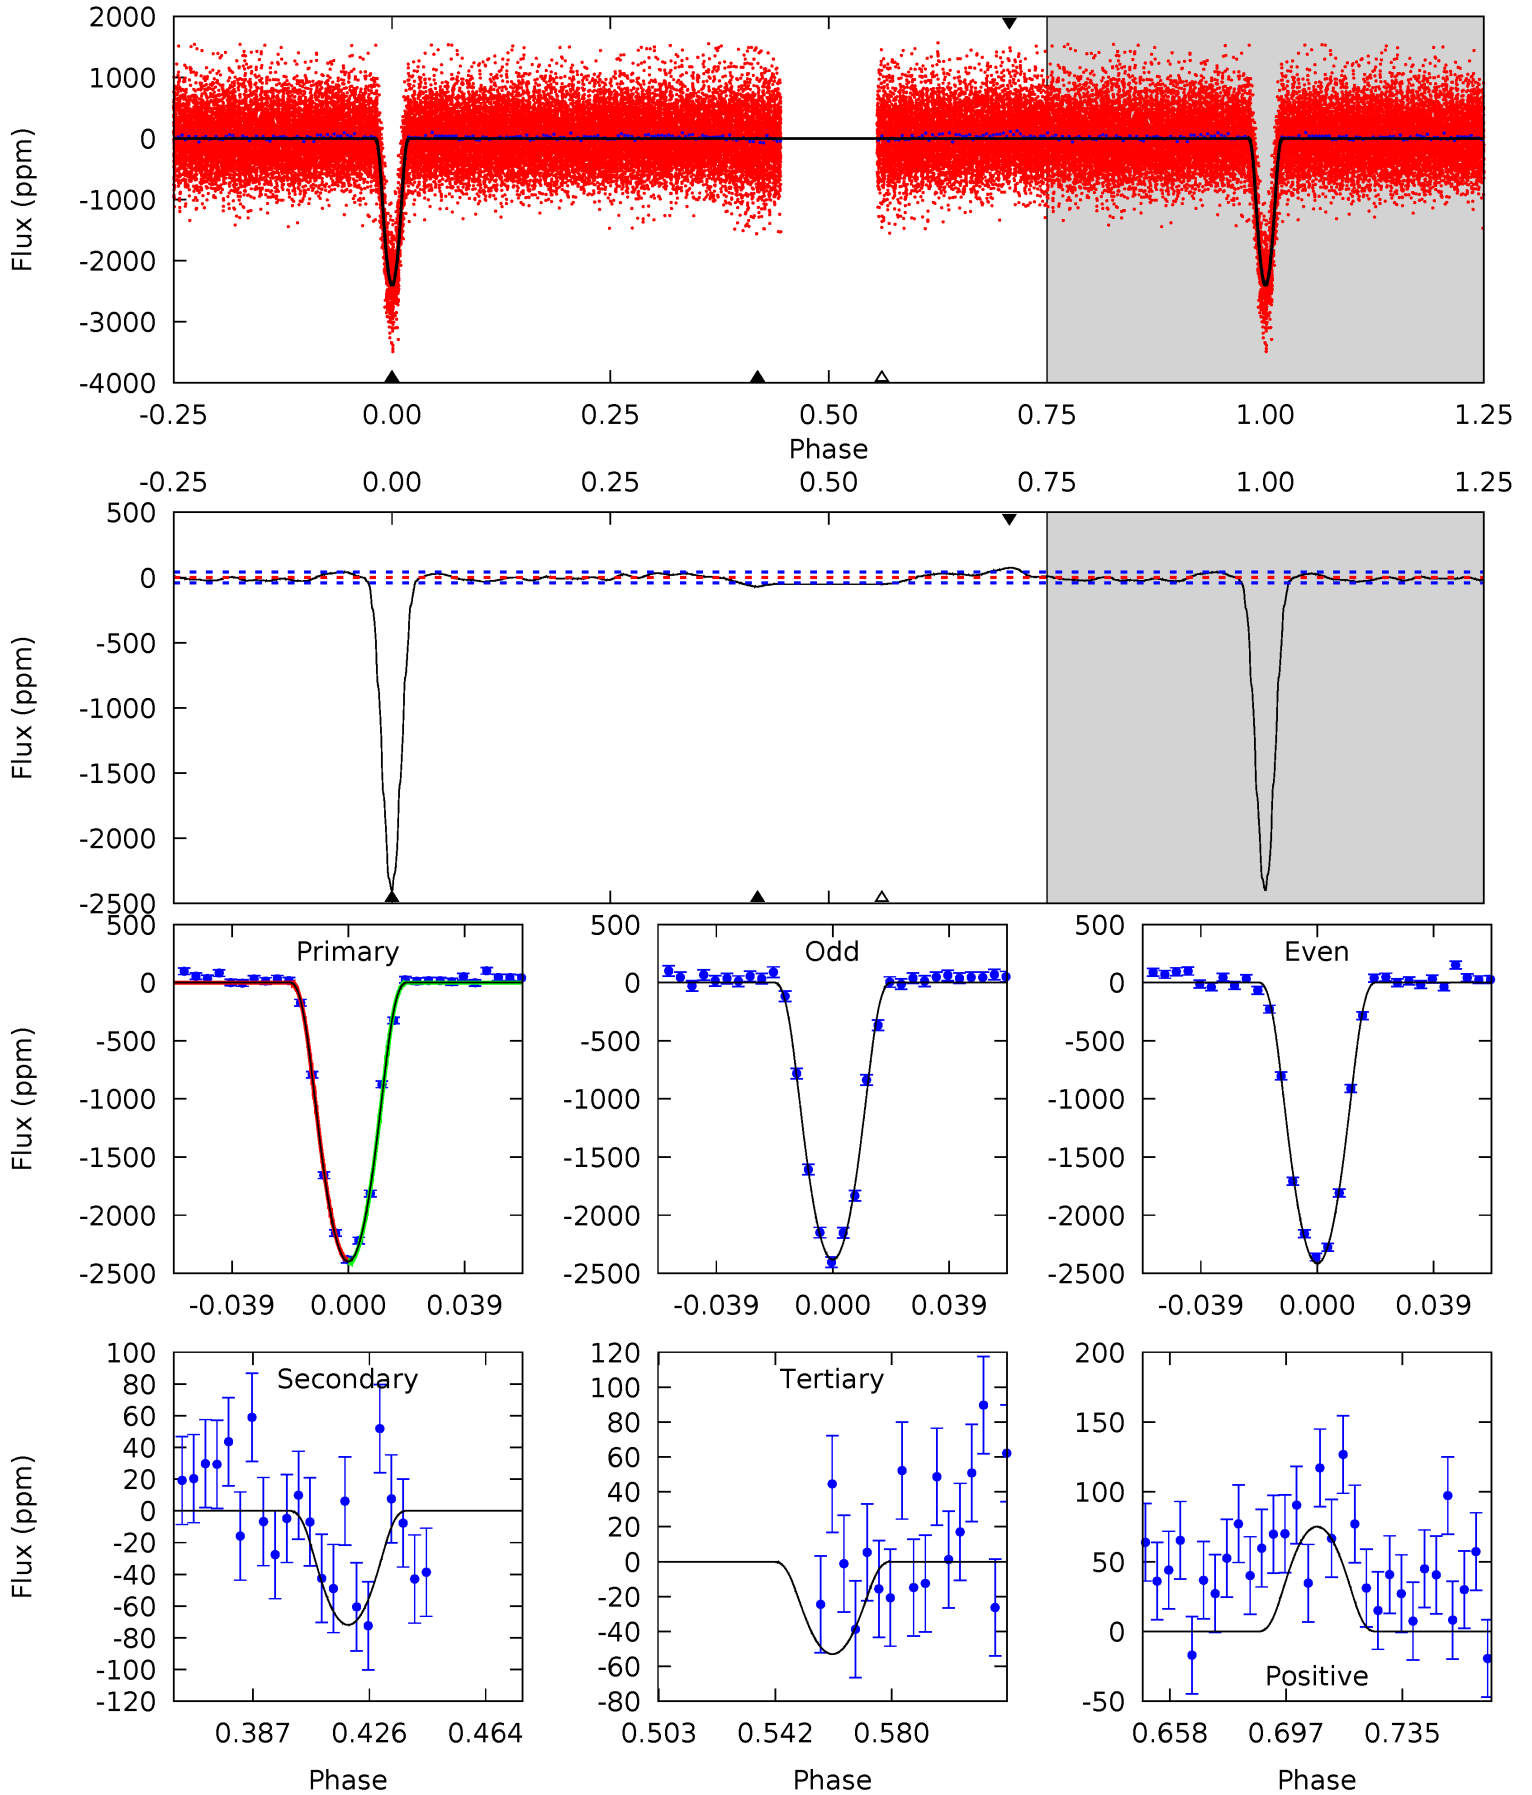 2000
1000
0
-1000
-2000
-3000
-4000
Flux (ppm)
-0.25 0.00 0.25 0.50 0.75 1.00 1.25
Phase
-0.25 0.00 0.25 0.50 0.75 1.00 1.25
500
0
-500
-1000
-1500
-2000
-2500
Flux (ppm)
Primary Odd Even
500 500 500
0 0 0
-500 -500 -500
-1000 -1000 -1000
-1500 -1500 -1500
-2000 -2000 -2000
-2500 -2500 -2500
Flux (ppm)
-0.039 0.000 0.039 -0.039 0.000 0.039 -0.039 0.000 0.039
Secondary
100
80
60
40
20
0
-20
-40
-60
-80
-100
-120
Flux (ppm)
0.387 0.426 0.464
Phase
Tertiary
120
100
80
60
40
20
0
-20
-40
-60
-80
0.503 0.542 0.580
Phase
200
150
100
50
0
-50
Positive
0.658 0.697 0.735
Phase